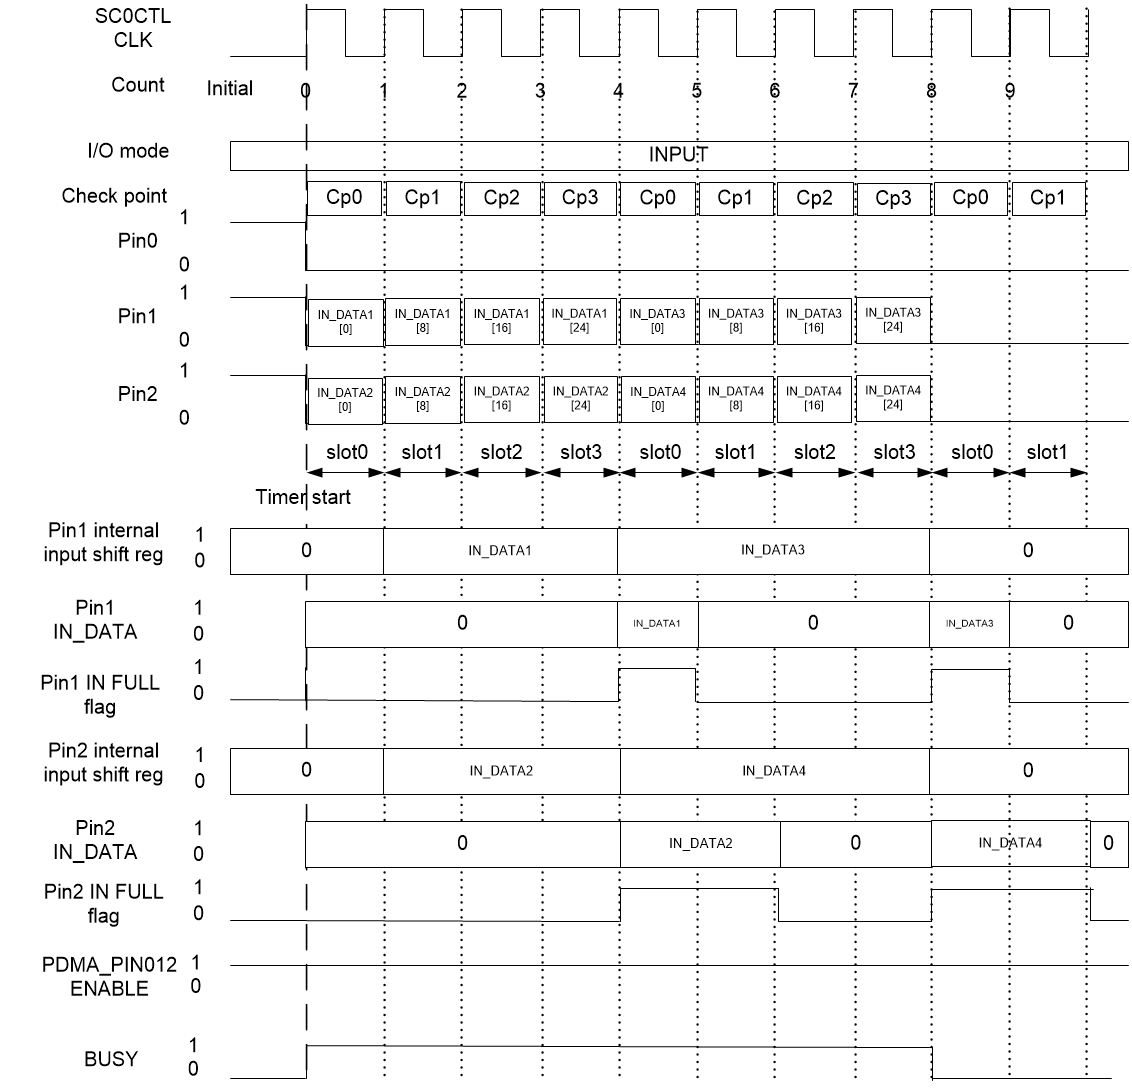 SC0CTL
CLK
Count Initial 0 1 2 3 4 5 6 7 8 9
I/O mode INPUT
Check point Cp0 Cp1 Cp2 Cp3 Cp0 Cp1 Cp2 Cp3 Cp0 Cp1
1
Pin0
0
1
Pin1 IN_DATA1 IN_DATA1 IN_DATA1 IN_DATA1 IN_DATA3 IN_DATA3 IN_DATA3 IN_DATA3
[0] [8] [16] [24] [0] [8] [16] [24]
0
1
Pin2 IN_DATA2 IN_DATA2 IN_DATA2 IN_DATA2 IN_DATA4 IN_DATA4 IN_DATA4 IN_DATA4
[0] [8] [16] [24] [0] [8] [16] [24]
0
slot0 slot1 slot2 slot3 slot0 slot1 slot2 slot3 slot0 slot1
Timer start
Pin1 internal 1
input shift reg 0 0 IN_DATA1 IN_DATA3 0
Pin1 1
IN_DATA 0 0 IN_DATA1 0 IN_DATA3 0
1
Pin1 IN FULL 0
flag
Pin2 internal 1
input shift reg 0 0 IN_DATA2 IN_DATA4 0
Pin2 1
IN_DATA 0 0 IN_DATA2 0 IN_DATA4 0
Pin2 IN FULL 1
flag 0
PDMA_PIN012 1
ENABLE 0
1
BUSY
0